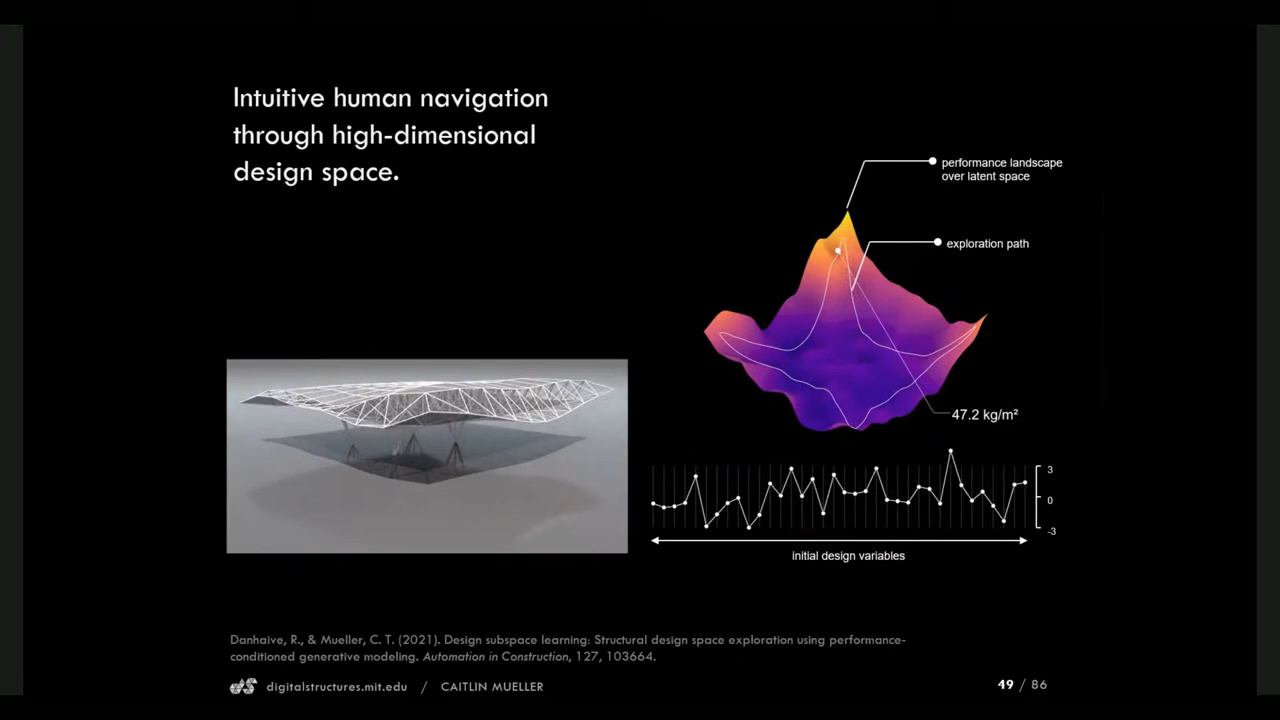 Intuitive human navigation
through high-dimensional
design space.
performance landscape
over latent space
exploration path
47.2 kg/m²
3
0
-3
initial design variables
Danhaive, R., & Mueller, C. T. (2021). Design subspace learning: Structural design space exploration using performance-
conditioned generative modeling. Automation in Construction, 127, 103664.
digitalstructures.mit.edu / CAITLIN MUELLER
49 / 86